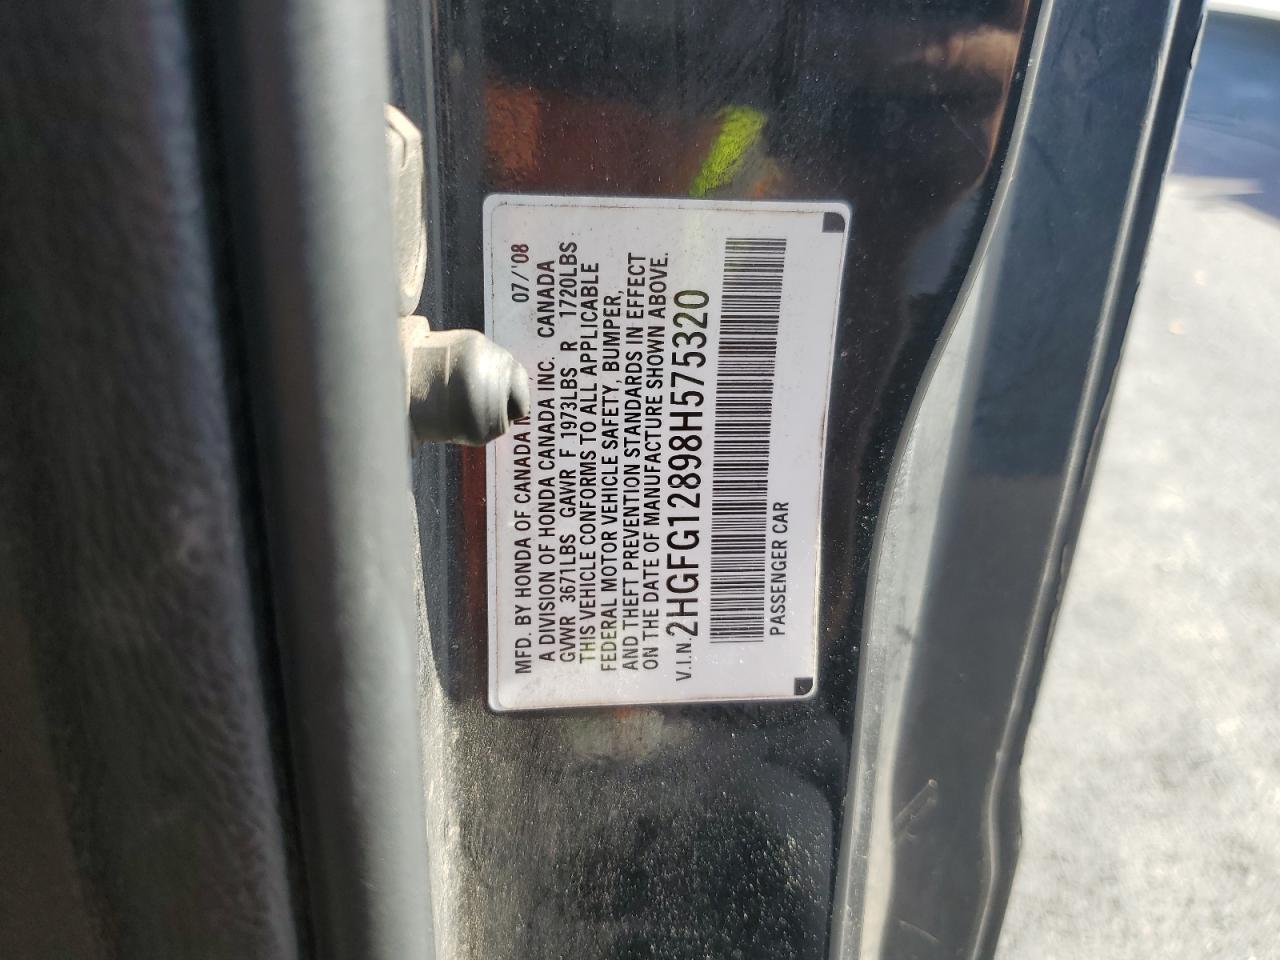 MFD. BY HONDA OF CANADA 07/'08
A DIVISION OF HONDA CANADA INC. CANADA
GVWR 3671LBS GAWR F 1973LBS R 1720LBS
THIS VEHICLE CONFORMS TO ALL APPLICABLE
FEDERAL MOTOR VEHICLE SAFETY, BUMPER,
AND THEFT PREVENTION STANDARDS IN EFFECT
ON THE DATE OF MANUFACTURE SHOWN ABOVE.
V.I.N. 2HGFG12898H575320
PASSENGER CAR